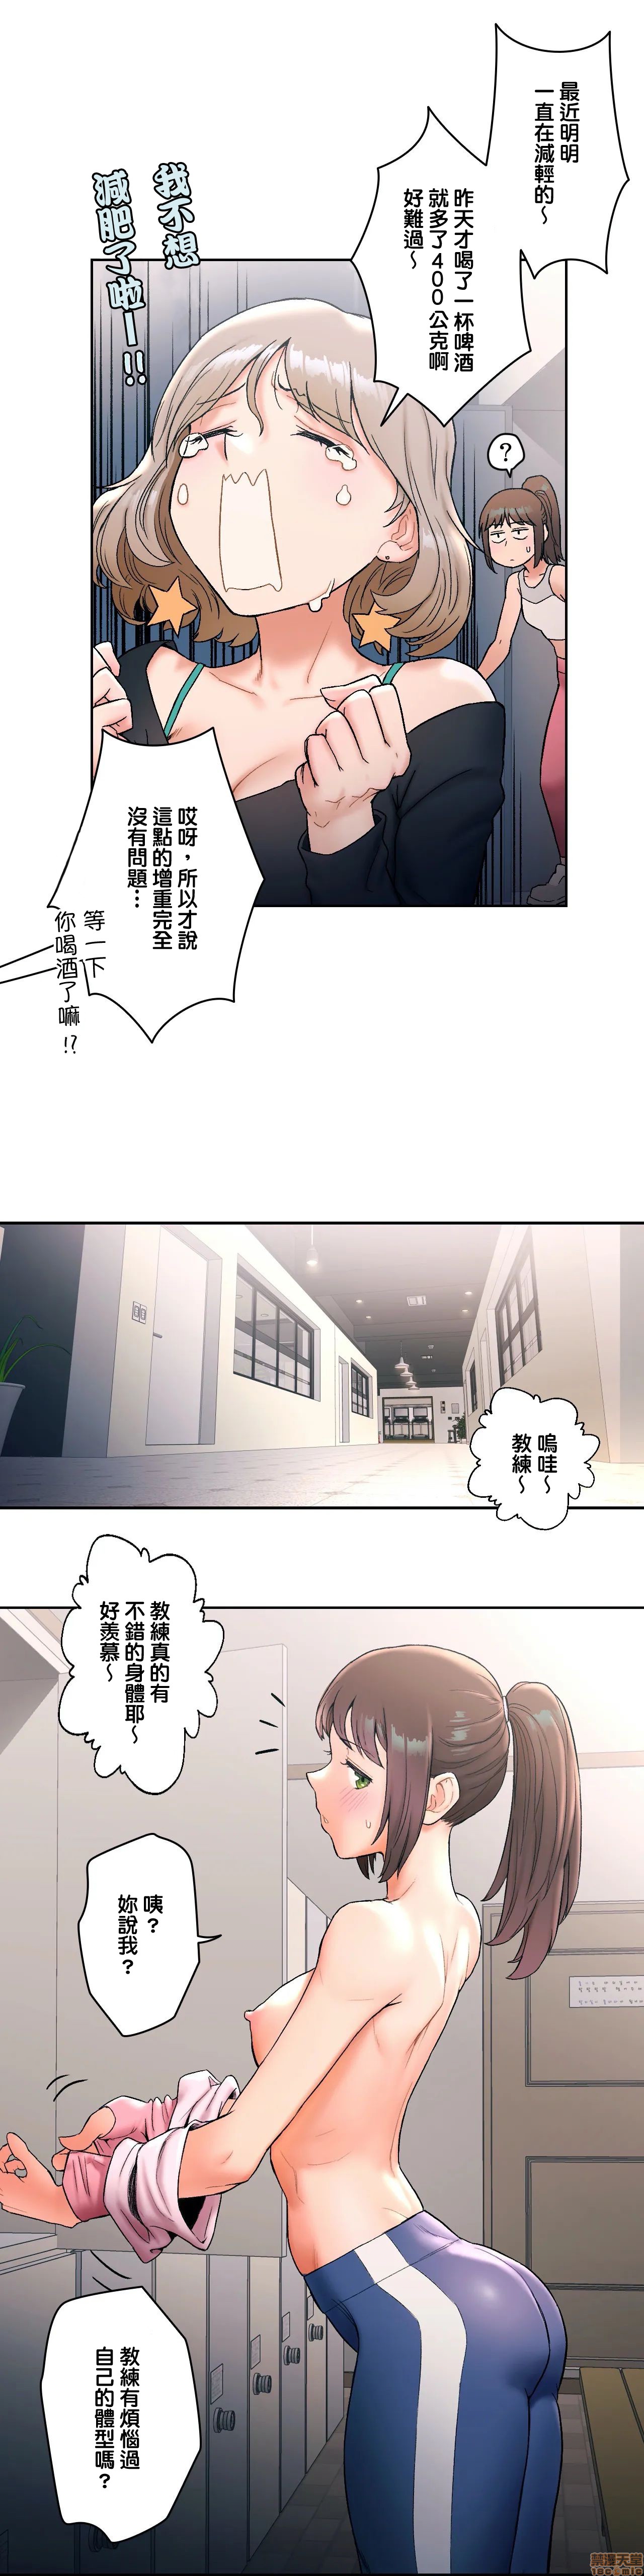 最近明明
一直在減輕的～
昨天才喝了一杯啤酒
就多了400公克啊
好難過～
我不想
減肥了啦ー!!
?
哎呀，所以才說
這點的增重完全
沒有問題…
等一下
你喝酒了嘛!?
嗚哇～
教練～
教練真的有
不錯的身體耶～
好羨慕～
咦？
妳說我？
教練有煩惱過
自己的體型嗎？
禁漫天堂